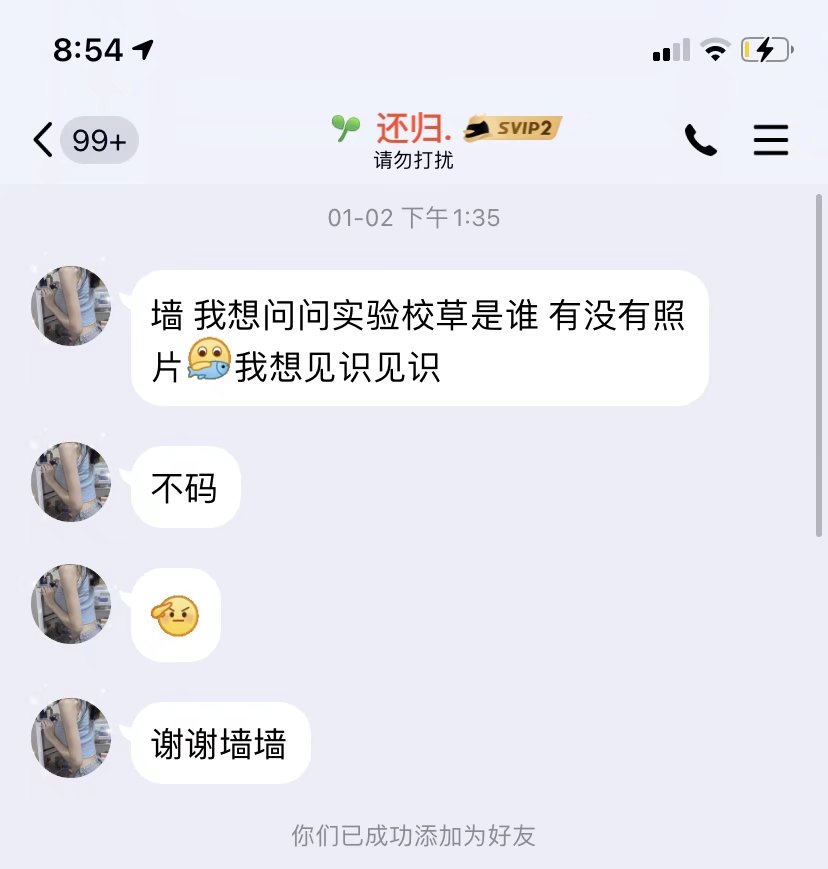 8:54
99+
还归.
SVIP2
请勿打扰
01-02 下午1:35
墙 我想问问实验校草是谁 有没有照
片我想见识见识
不码
谢谢墙墙
你们已成功添加为好友